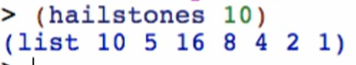 > (hailstones 10)
(list 10 5 16 8 4 2 1)
>